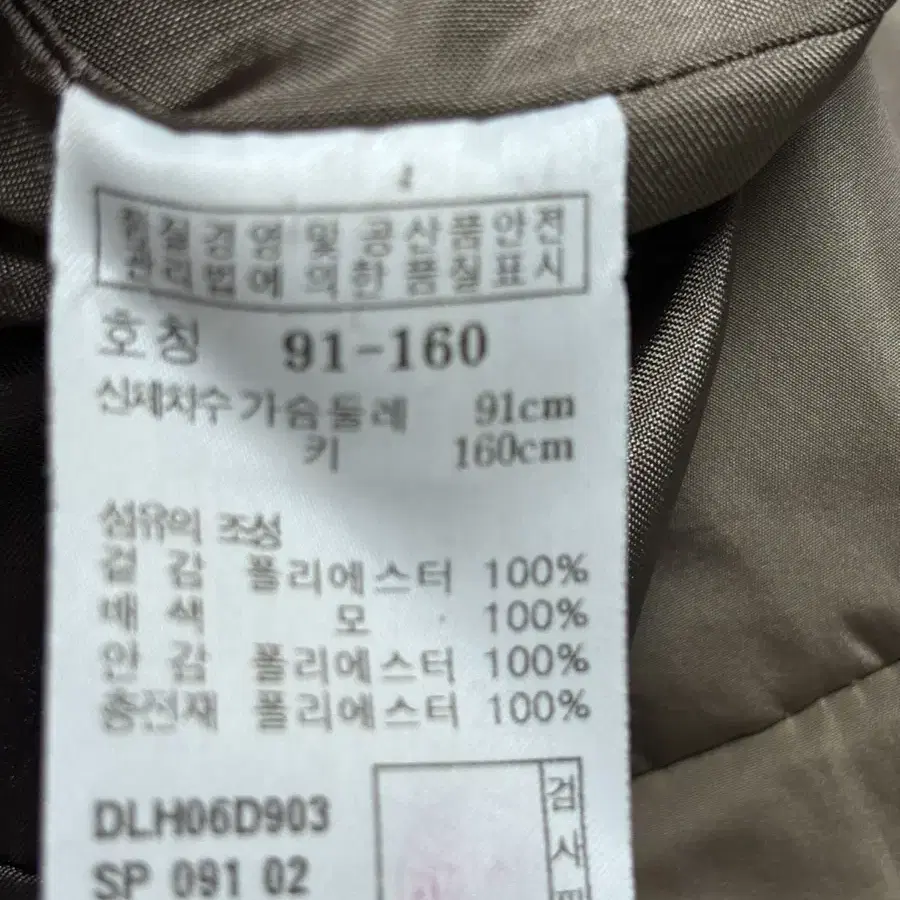 품질경영 및 공산품안전
관리법에 의한 품질표시
호칭 91-160
신체치수 가슴둘레 91cm
키 160cm
섬유의 조성
겉감 폴리에스터 100%
배색 모 100%
안감 폴리에스터 100%
충전재 폴리에스터 100%
DLH06D903
SP 091 02
검사